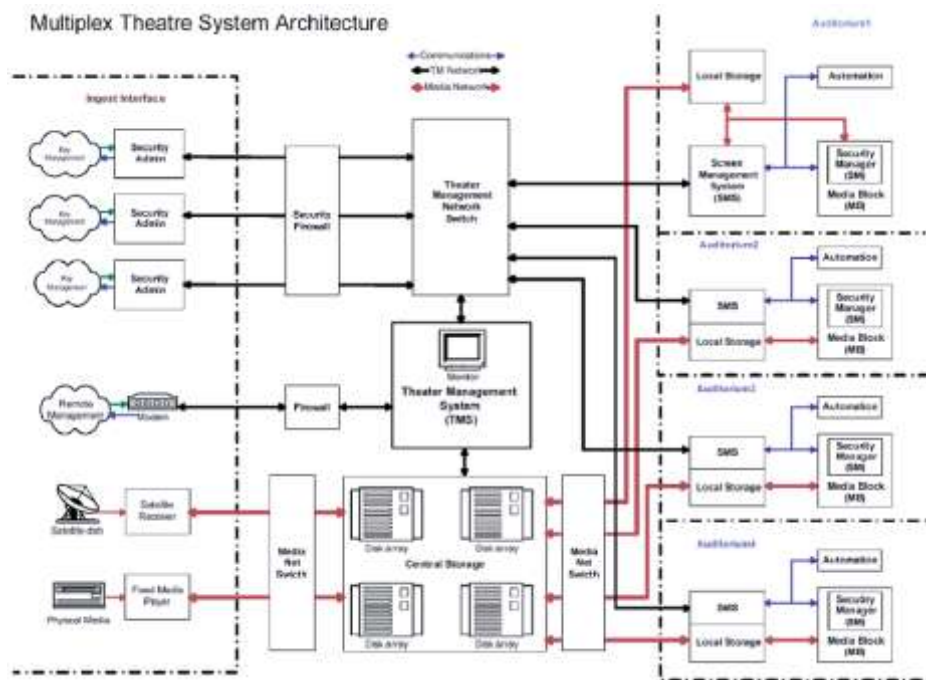 Multiplex Theatre System Architecture
Communications
TM Network
Media Network
Ingest Interface
Key
Management
Security
Admin
Key
Management
Security
Admin
Key
Management
Security
Admin
Security
Firewall
Theater
Management
Network
Switch
Remote
Management
Modem
Firewall
Monitor
Theater Management
System
(TMS)
Satellite dish
Satellite
Receiver
Physical Media
Fixed Media
Player
Media
Net
Swicth
Disk array
Disk array
Central Storage
Disk array
Disk array
Media
Net
Swicth
Auditorium1
Local Storage
Automation
Screen
Management
System
(SMS)
Security
Manager
(SM)
Media Block
(MB)
Auditorium2
Automation
SMS
Local Storage
Security
Manager
(SM)
Media Block
(MB)
Auditorium3
Automation
SMS
Local Storage
Security
Manager
(SM)
Media Block
(MB)
Auditorium4
Automation
SMS
Local Storage
Security
Manager
(SM)
Media Block
(MB)